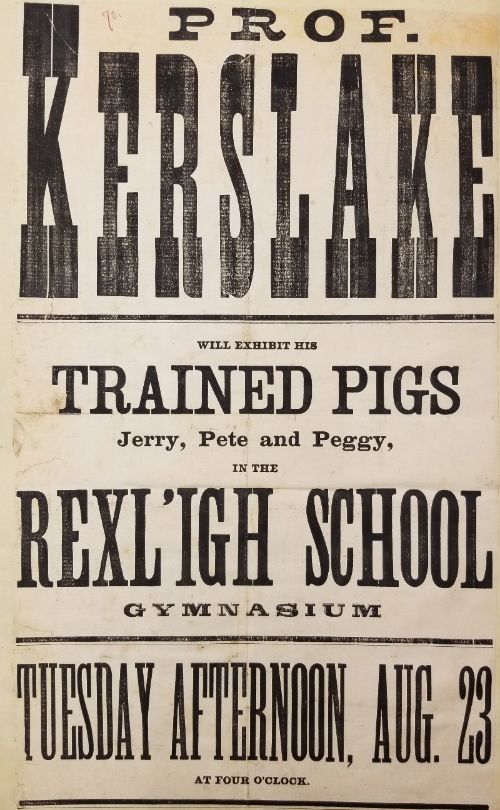 70.
PROF.
KERSLAKE
WILL EXHIBIT HIS
TRAINED PIGS
Jerry, Pete and Peggy,
IN THE
REXL'IGH SCHOOL
GYMNASIUM
TUESDAY AFTERNOON, AUG. 23
AT FOUR O'CLOCK.